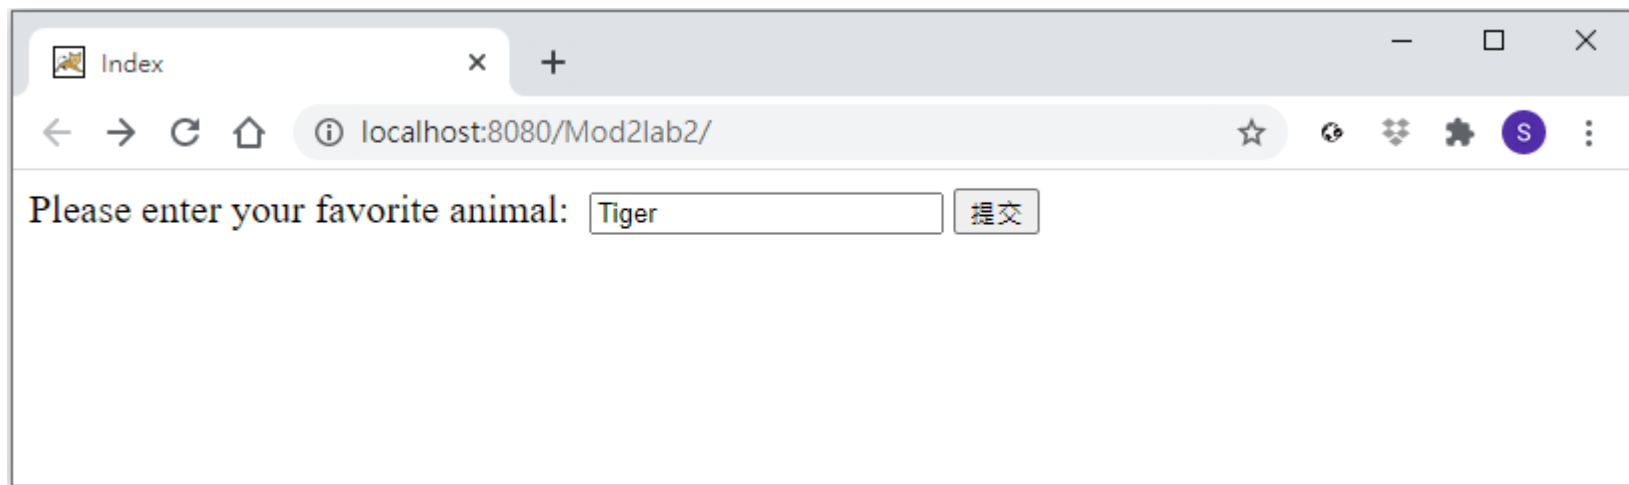 Index
localhost:8080/Mod2lab2/
S
Please enter your favorite animal: Tiger 提交